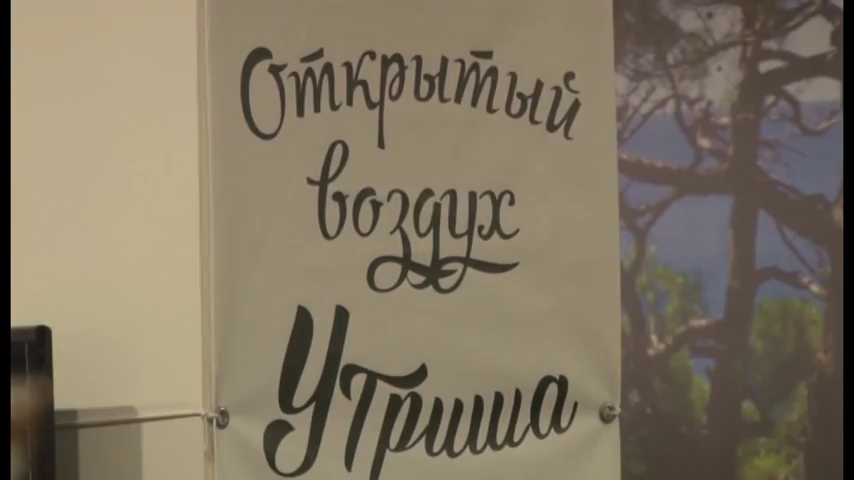 Открытый
воздух
Утриша